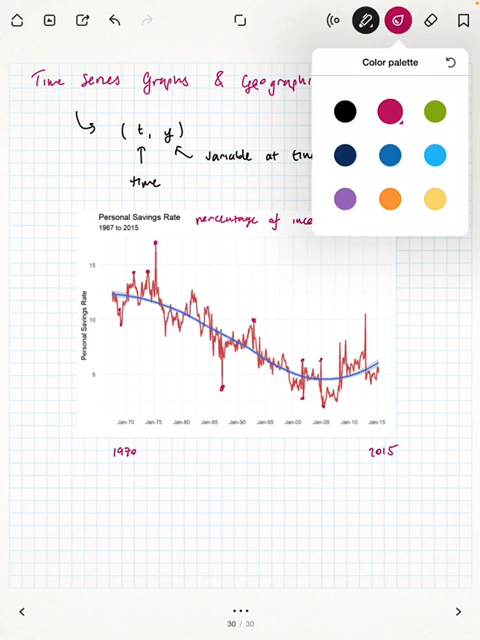 Color palette
Time Series Graphs & Geographi
(t, y)
variable at tim
time
Personal Savings Rate
1967 to 2015
percentage of inco
Personal Savings Rate
15
10
5
Jan-70 Jan-75 Jan-80 Jan-85 Jan-90 Jan-95 Jan-00 Jan-05 Jan-10 Jan-15
1970 2015
30 / 30